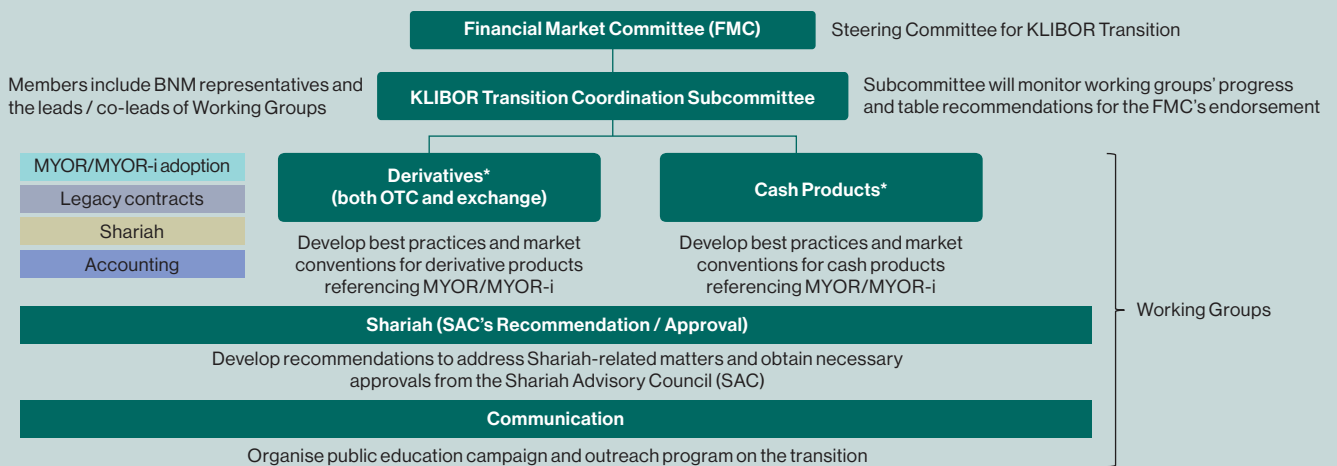 Financial Market Committee (FMC)
Steering Committee for KLIBOR Transition
Members include BNM representatives and
the leads / co-leads of Working Groups
KLIBOR Transition Coordination Subcommittee
Subcommittee will monitor working groups' progress
and table recommendations for the FMC's endorsement
MYOR/MYOR-i adoption
Legacy contracts
Shariah
Accounting
Derivatives*
(both OTC and exchange)
Cash Products*
Develop best practices and market
conventions for derivative products
referencing MYOR/MYOR-i
Develop best practices and market
conventions for cash products
referencing MYOR/MYOR-i
Working Groups
Shariah (SAC's Recommendation / Approval)
Develop recommendations to address Shariah-related matters and obtain necessary
approvals from the Shariah Advisory Council (SAC)
Communication
Organise public education campaign and outreach program on the transition